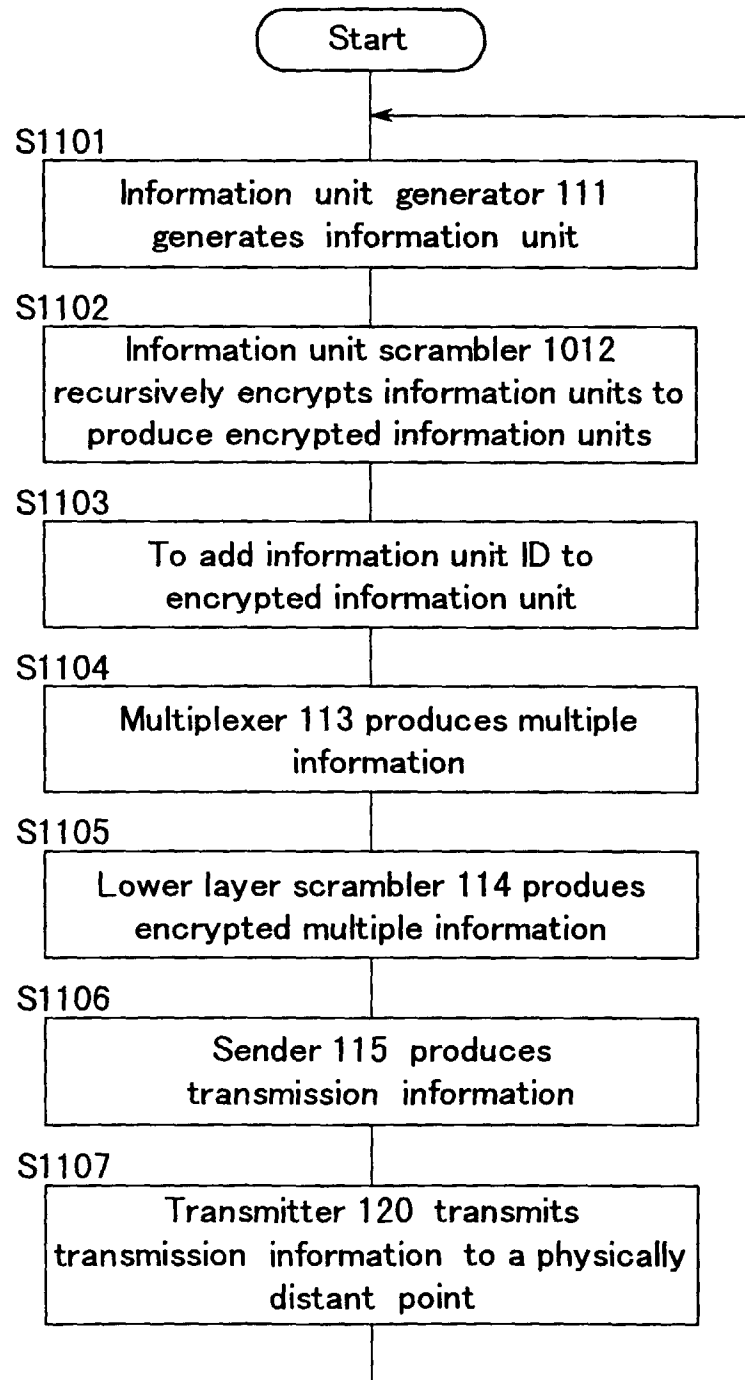 Start
S1101
Information unit generator 111
generates information unit
S1102
Information unit scrambler 1012
recursively encrypts information units to
produce encrypted information units
S1103
To add information unit ID to
encrypted information unit
S1104
Multiplexer 113 produces multiple
information
S1105
Lower layer scrambler 114 produes
encrypted multiple information
S1106
Sender 115 produces
transmission information
S1107
Transmitter 120 transmits
transmission information to a physically
distant point